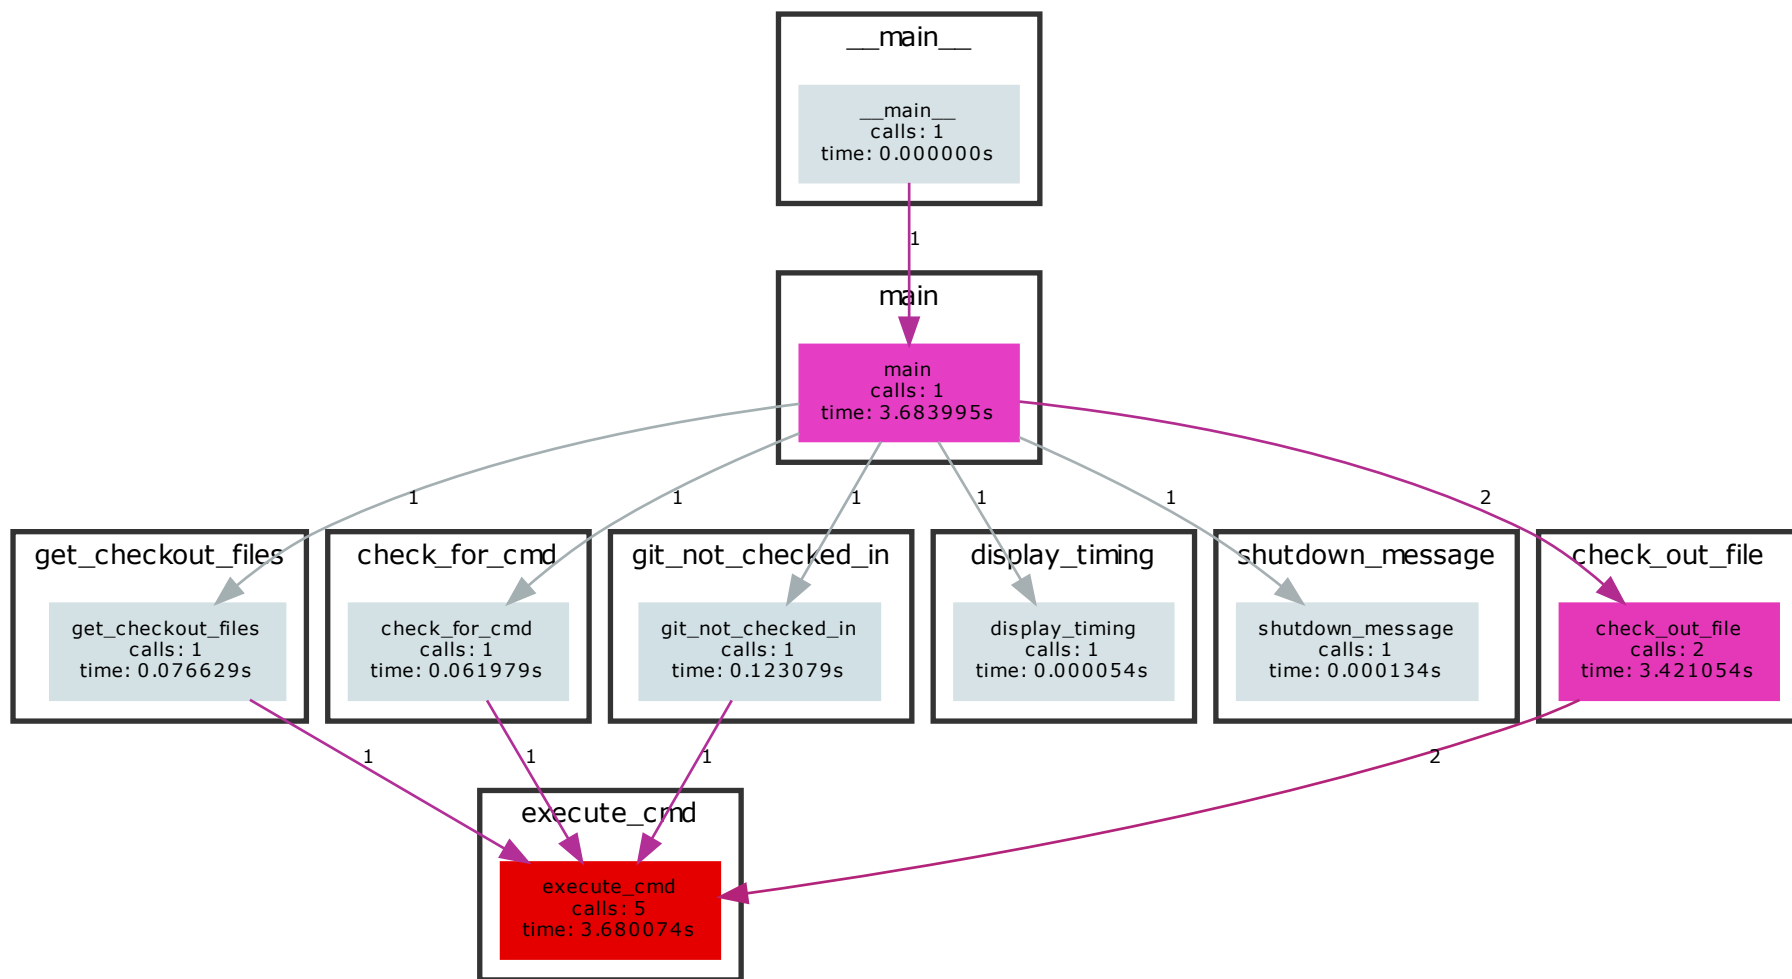 __main__
__main__
calls: 1
time: 0.000000s
1
main
main
calls: 1
time: 3.683995s
1
1
1
1
1
2
get_checkout_files
get_checkout_files
calls: 1
time: 0.076629s
check_for_cmd
check_for_cmd
calls: 1
time: 0.061979s
git_not_checked_in
git_not_checked_in
calls: 1
time: 0.123079s
display_timing
display_timing
calls: 1
time: 0.000054s
shutdown_message
shutdown_message
calls: 1
time: 0.000134s
check_out_file
check_out_file
calls: 2
time: 3.421054s
1
1
1
2
execute_cmd
execute_cmd
calls: 5
time: 3.680074s